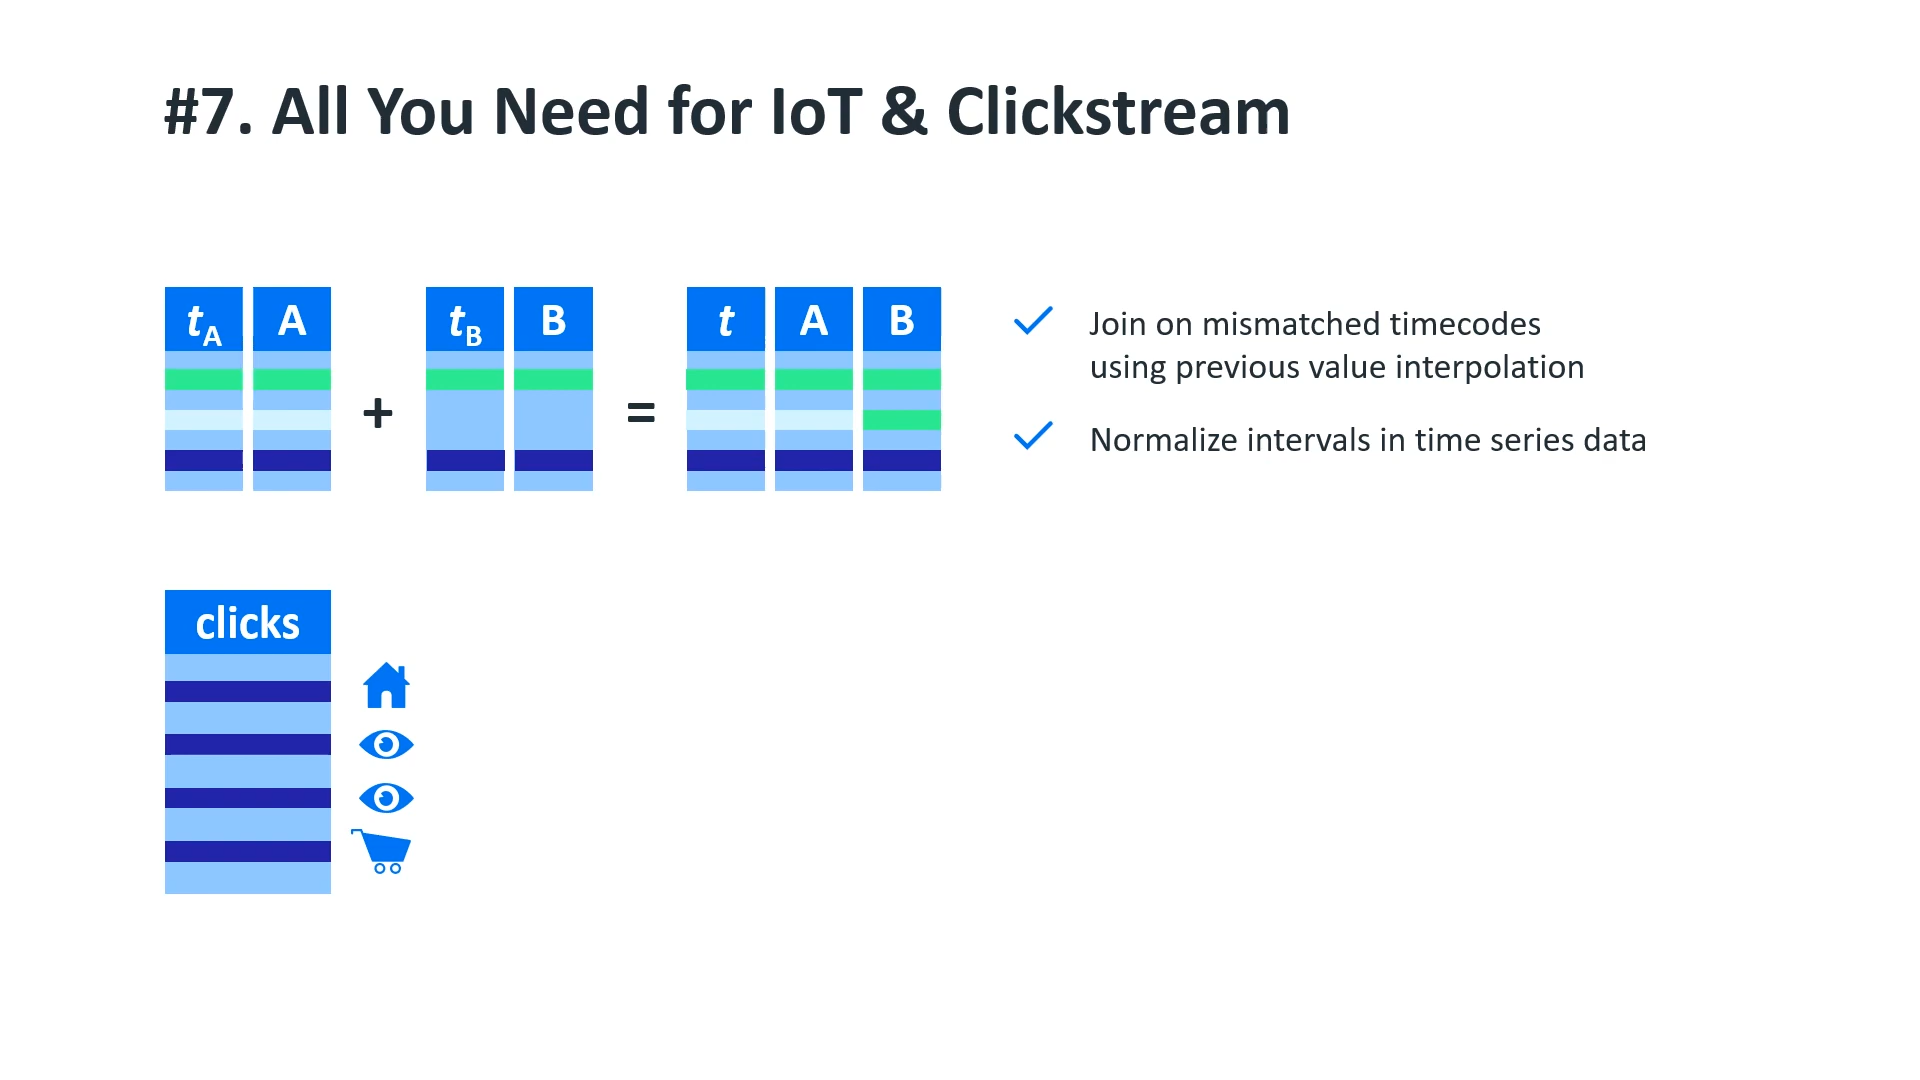 #7. All You Need for IoT & Clickstream
tA A + tB B = t A B
Join on mismatched timecodes
using previous value interpolation
Normalize intervals in time series data
clicks